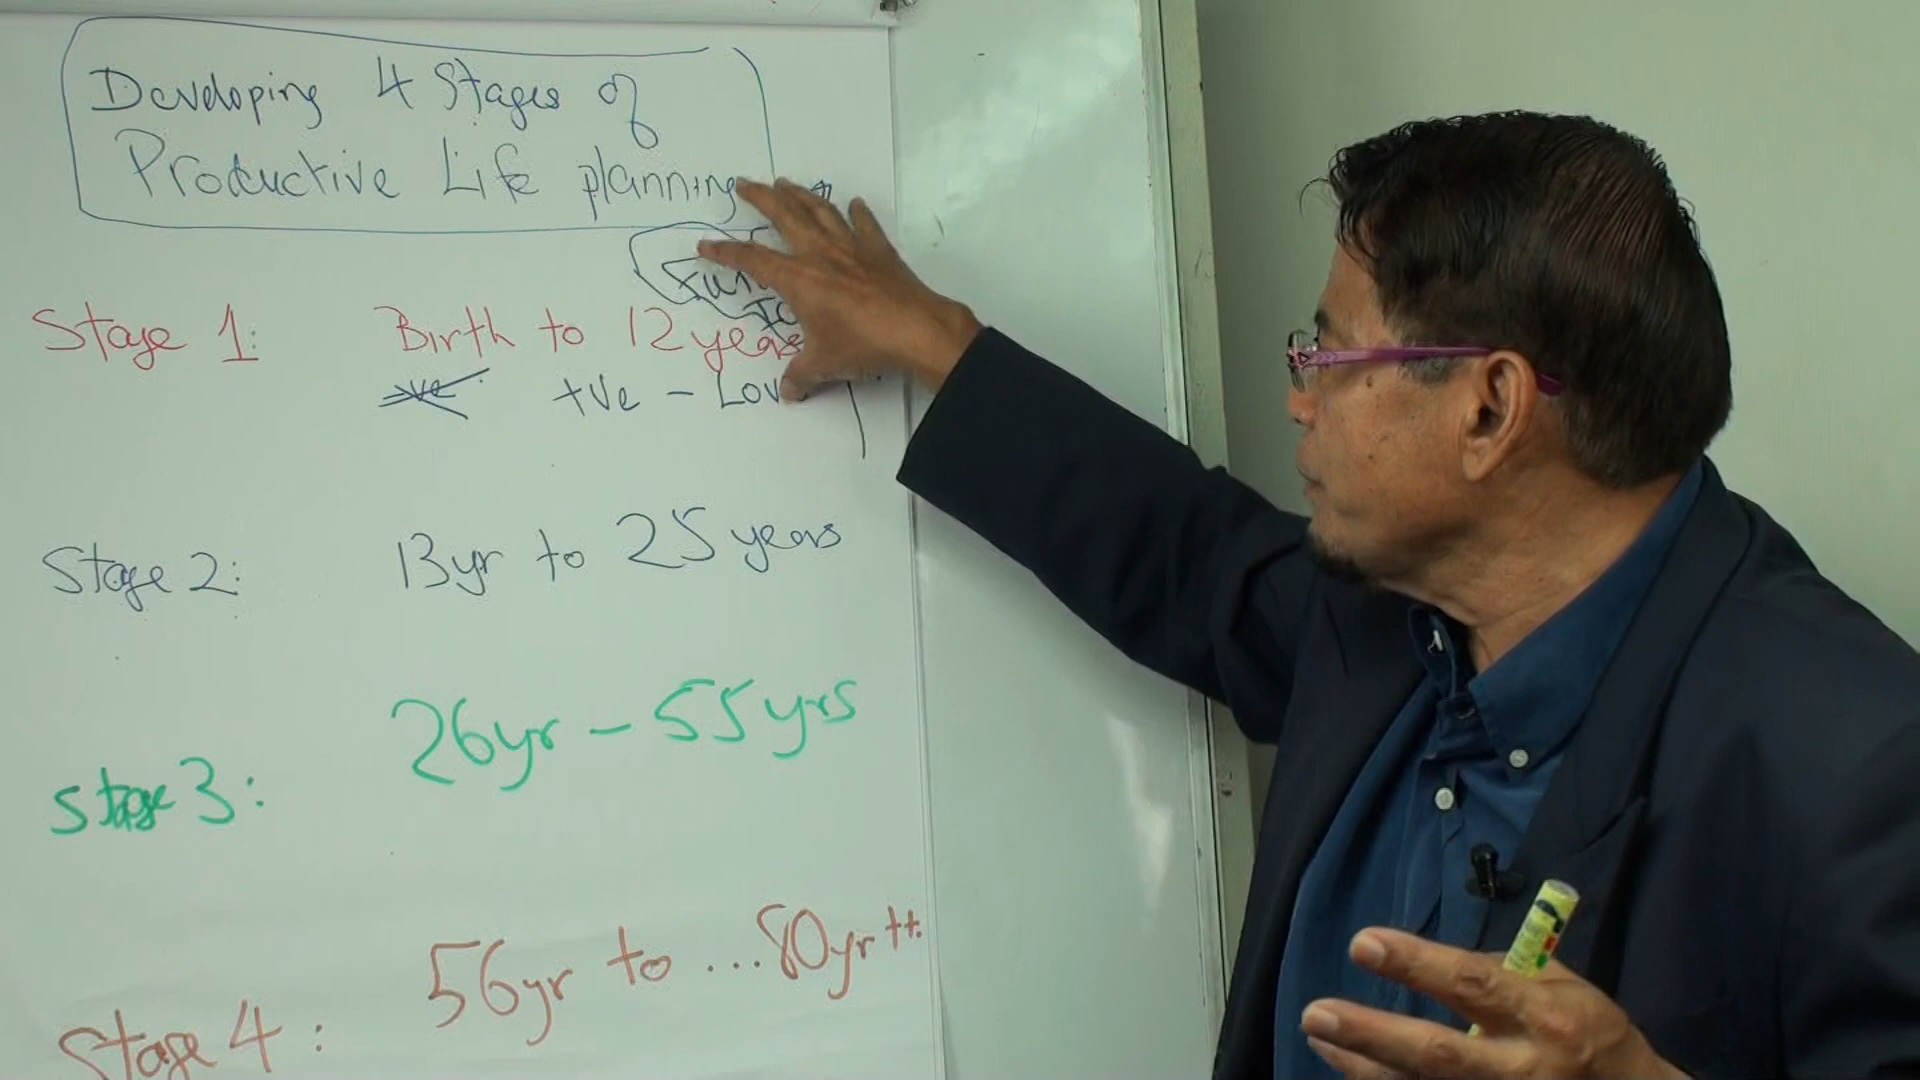 Developing 4 Stages of
Productive Life planning
Stage 1: Birth to 12 years
-ve +ve - Lov
Stage 2: 13yr to 25 years
Stage 3: 26yr - 55yrs
Stage 4: 56yr to ... 80yr ++.